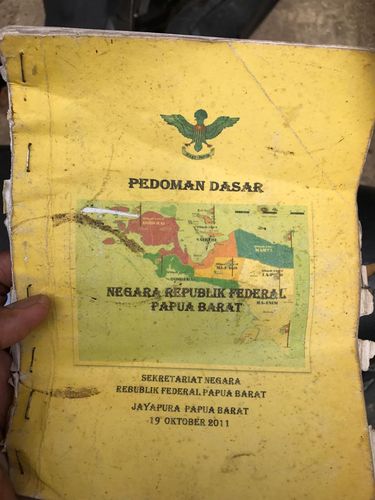 PEDOMAN DASAR
NEGARA REPUBLIK FEDERAL
PAPUA BARAT
SEKRETARIAT NEGARA
REBUBLIK FEDERAL PAPUA BARAT
JAYAPURA PAPUA BARAT
19 OKTOBER 2011